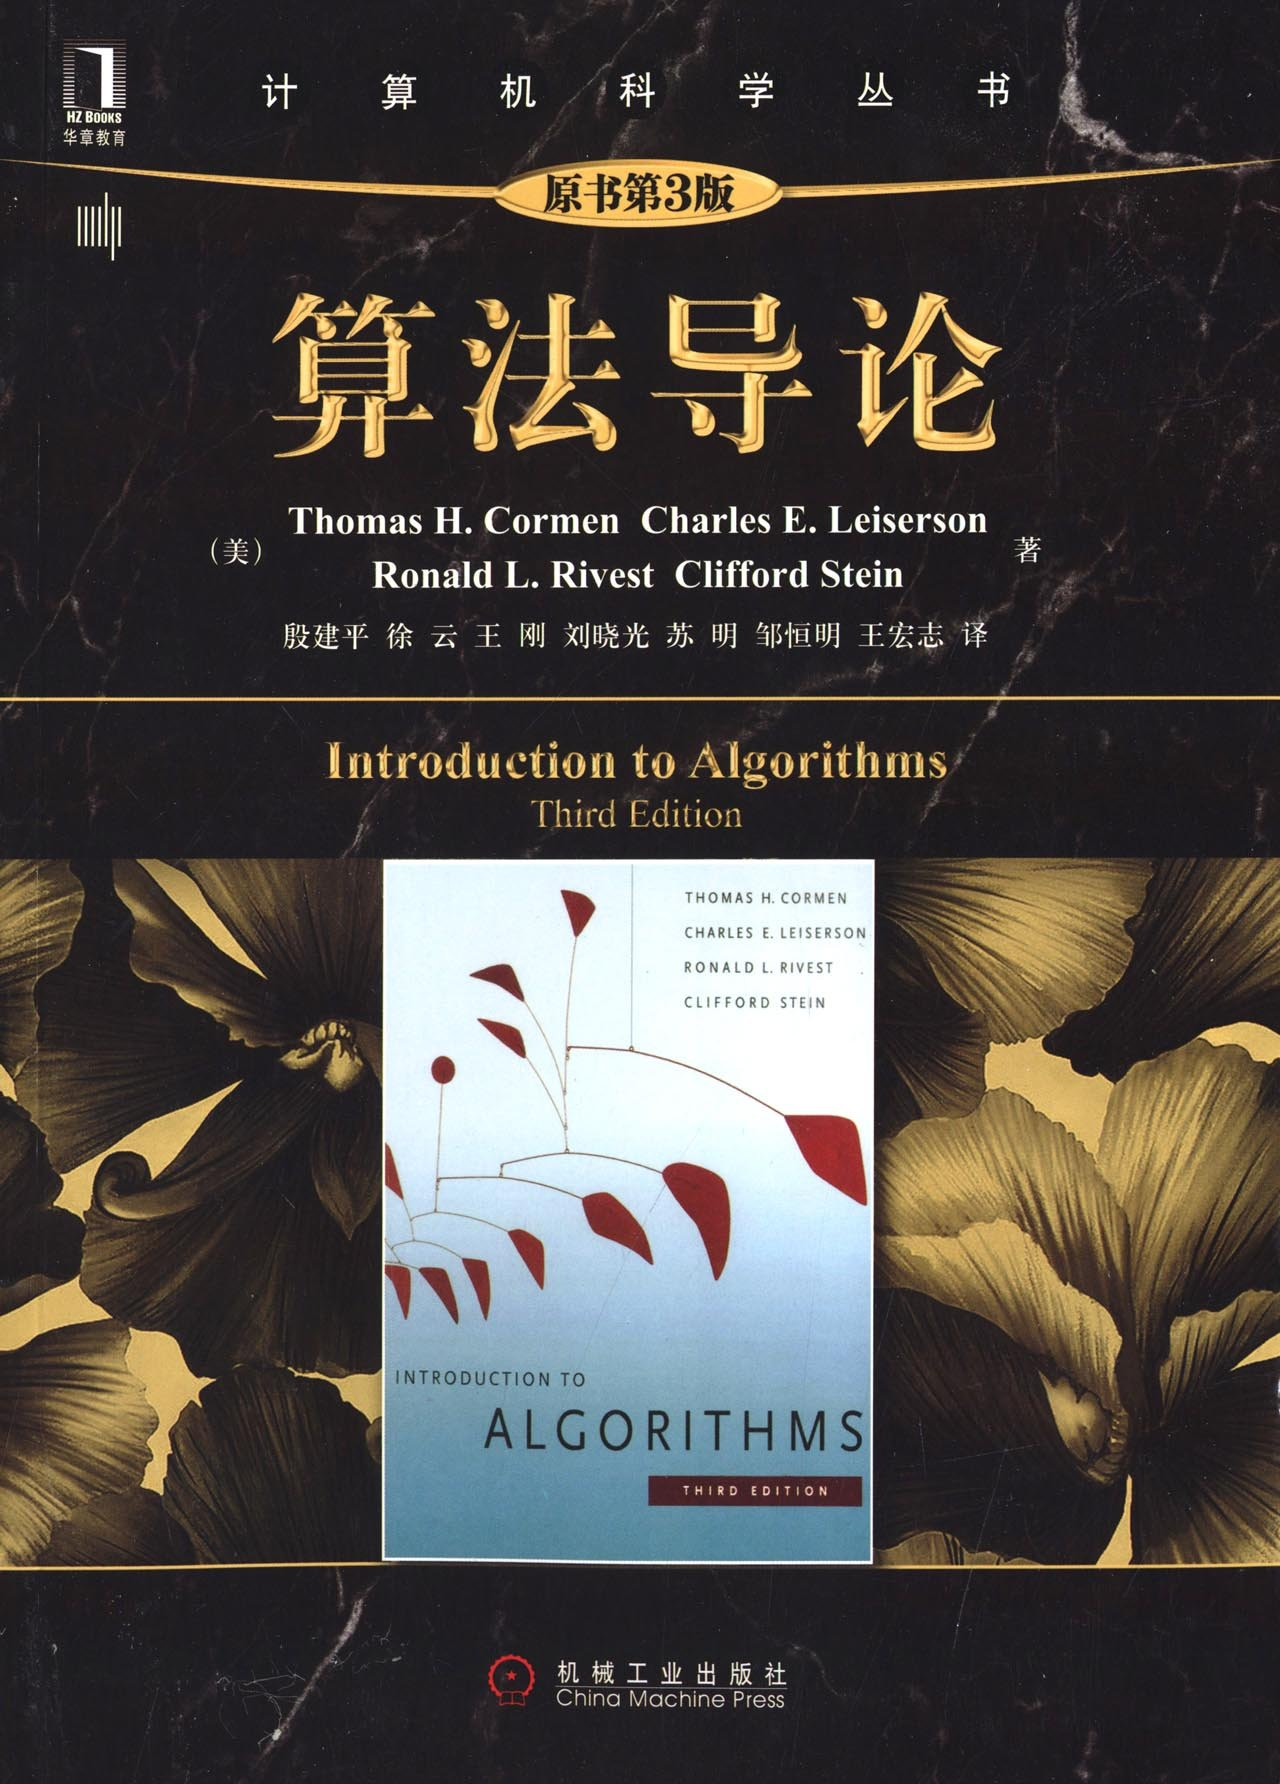 HZ BOOKS
华章教育
计算机科学丛书
原书第3版
算法导论
(美)
Thomas H. Cormen Charles E. Leiserson
Ronald L. Rivest Clifford Stein
著
殷建平 徐 云 王 刚 刘晓光 苏 明 邹恒明 王宏志 译
Introduction to Algorithms
Third Edition
THOMAS H. CORMEN
CHARLES E. LEISERSON
RONALD L. RIVEST
CLIFFORD STEIN
INTRODUCTION TO
ALGORITHMS
THIRD EDITION
机械工业出版社
China Machine Press